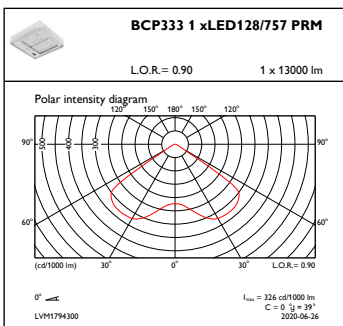 BCP333 1 xLED128/757 PRM
L.O.R.= 0.90 1 x 13000 lm
Polar intensity diagram
120° 150° 180° 150° 120°
90° 500 400 300 90°
60° 60°
(cd/1000 lm) 30° 0° 30° L.O.R.= 0.90
0° Imax = 326 cd/1000 lm
C = 0 °g = 39°
LVM1794300 2020-06-26